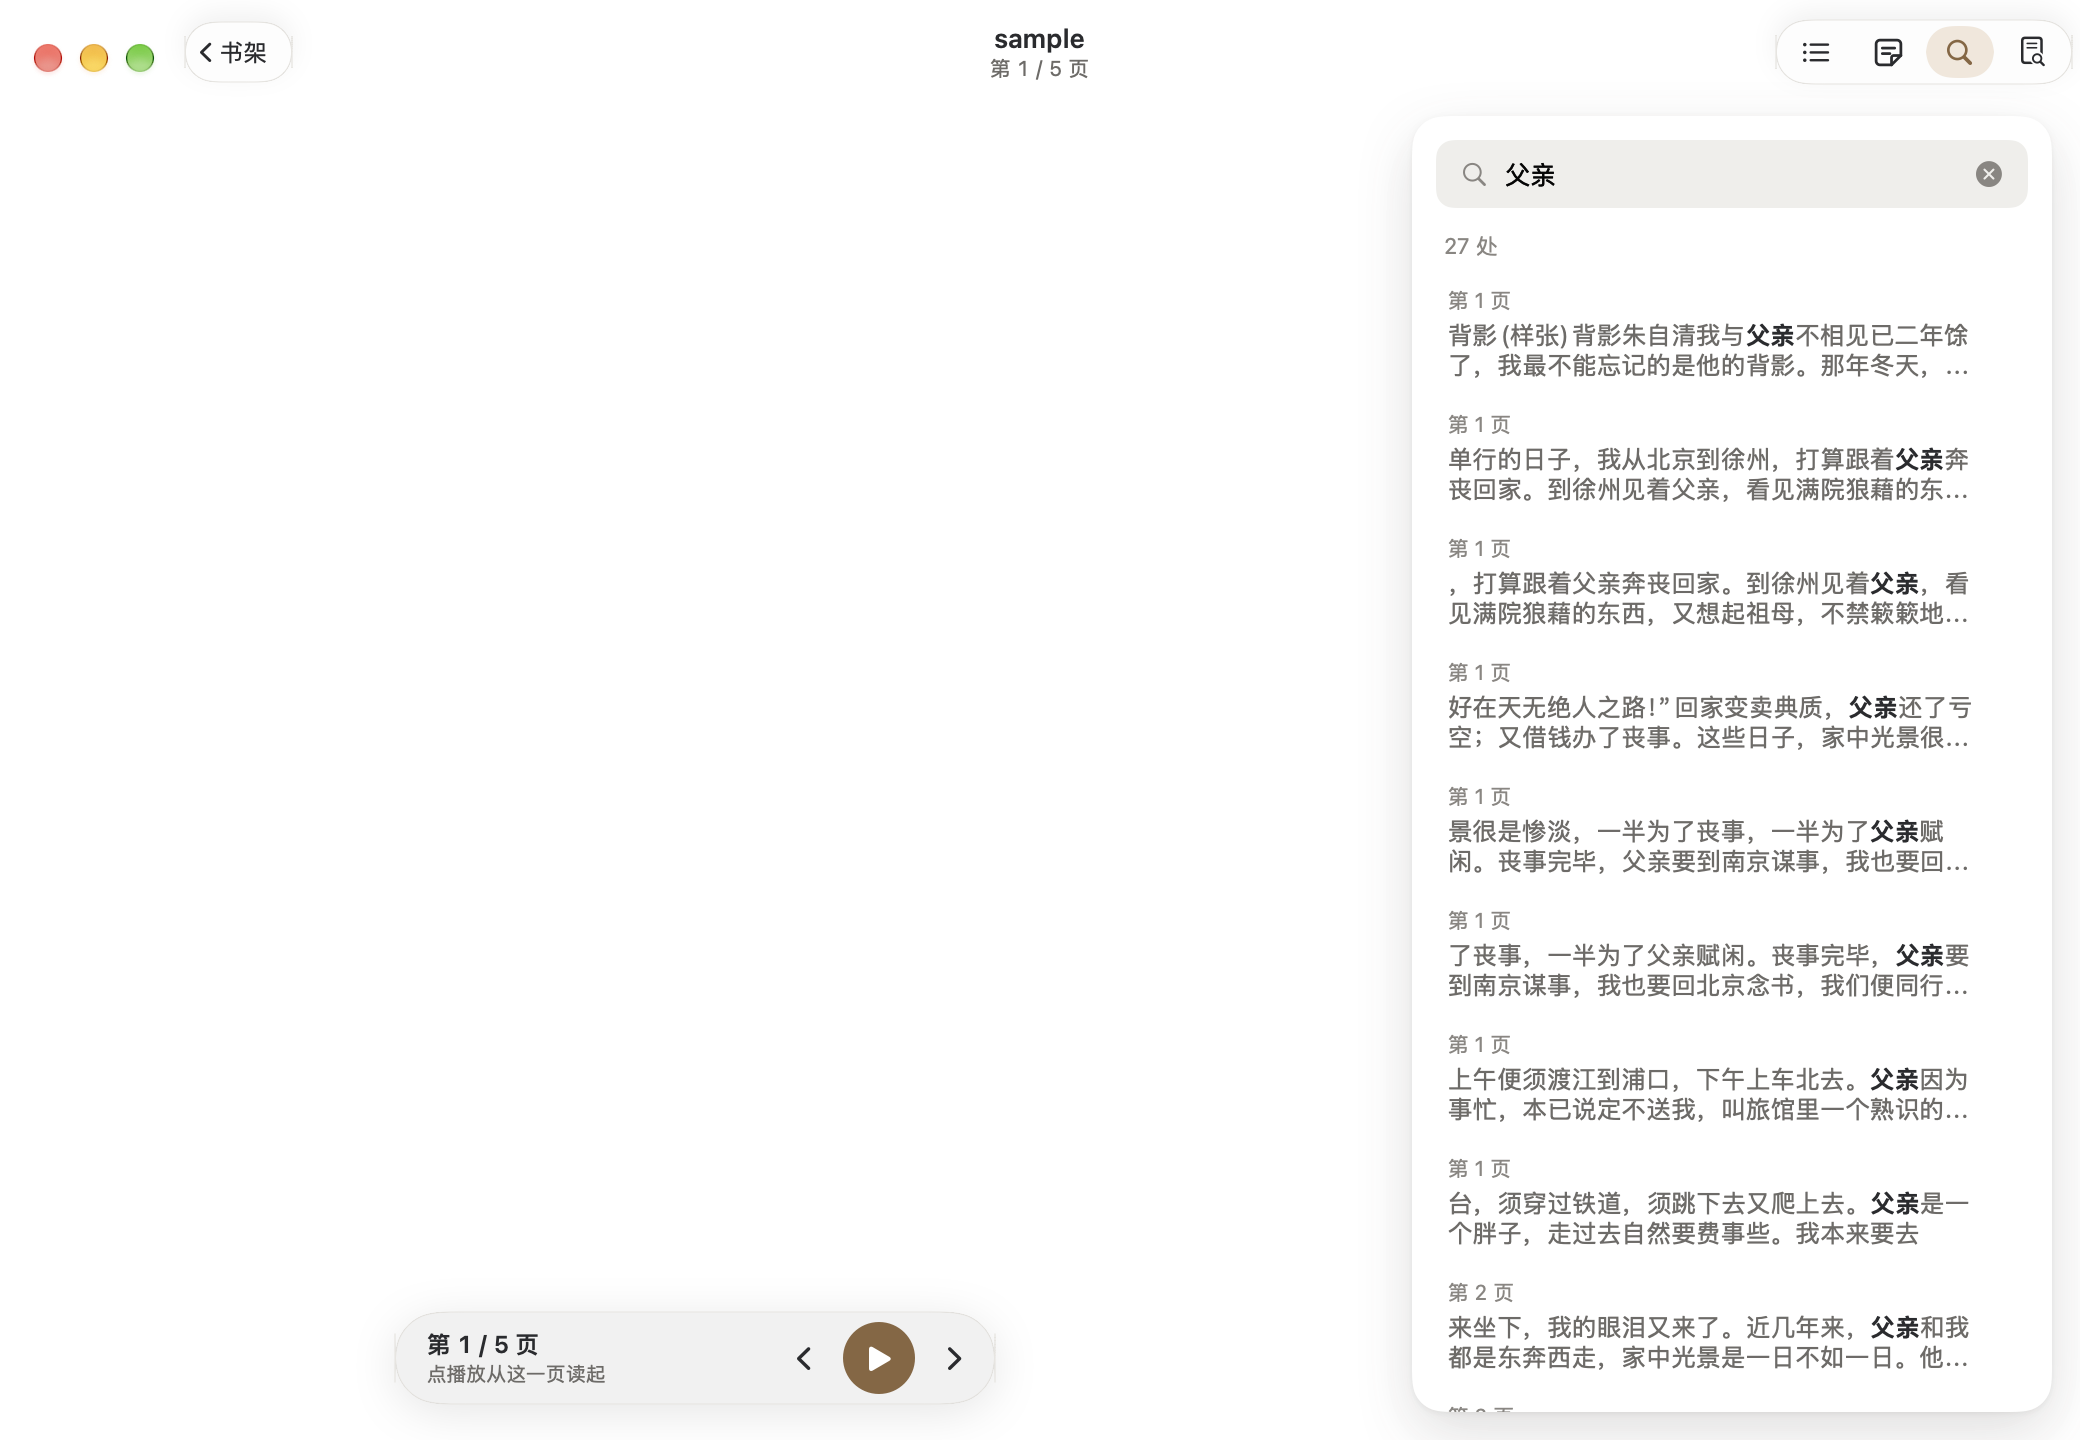 书架
sample
第 1 / 5 页
父亲
27 处
第 1 页
背影 (样张) 背影朱自清我与父亲不相见已二年馀
了，我最不能忘记的是他的背影。那年冬天，…
第 1 页
单行的日子，我从北京到徐州，打算跟着父亲奔
丧回家。到徐州见着父亲，看见满院狼藉的东…
第 1 页
，打算跟着父亲奔丧回家。到徐州见着父亲，看
见满院狼藉的东西，又想起祖母，不禁簌簌地…
第 1 页
好在天无绝人之路！”回家变卖典质，父亲还了亏
空；又借钱办了丧事。这些日子，家中光景很…
第 1 页
景很是惨淡，一半为了丧事，一半为了父亲赋
闲。丧事完毕，父亲要到南京谋事，我也要回…
第 1 页
了丧事，一半为了父亲赋闲。丧事完毕，父亲要
到南京谋事，我也要回北京念书，我们便同行…
第 1 页
上午便须渡江到浦口，下午上车北去。父亲因为
事忙，本已说定不送我，叫旅馆里一个熟识的…
第 1 页
台，须穿过铁道，须跳下去又爬上去。父亲是一
个胖子，走过去自然要费事些。我本来要去
第 2 页
来坐下，我的眼泪又来了。近几年来，父亲和我
都是东奔西走，家中光景是一日不如一日。他…
第 1 / 5 页
点播放从这一页读起